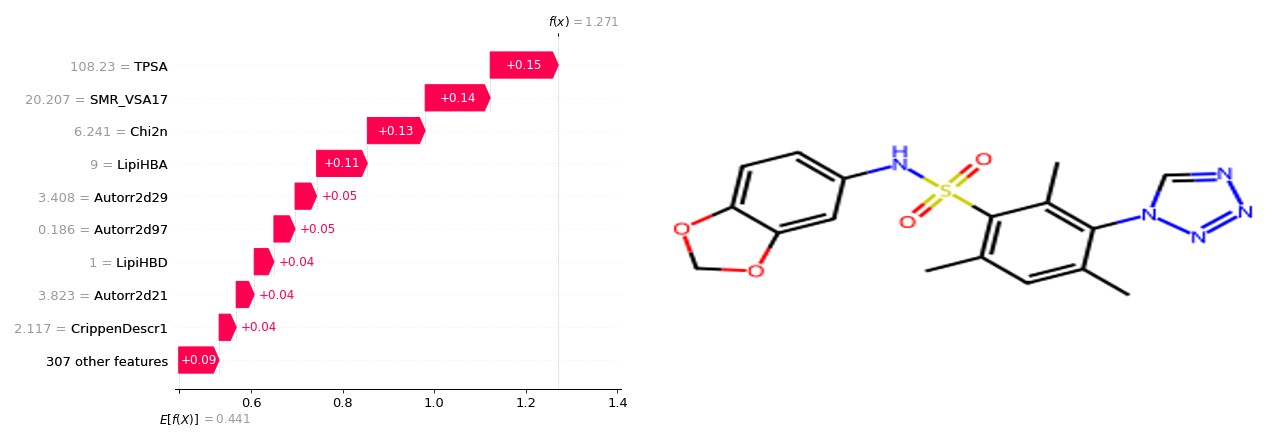 f(x) = 1.271
108.23 = TPSA
+0.15
20.207 = SMR_VSA17
+0.14
6.241 = Chi2n
+0.13
9 = LipiHBA
+0.11
3.408 = Autorr2d29
+0.05
0.186 = Autorr2d97
+0.05
1 = LipiHBD
+0.04
3.823 = Autorr2d21
+0.04
2.117 = CrippenDescr1
+0.04
307 other features
+0.09
0.6 0.8 1.0 1.2 1.4
E[f(X)] = 0.441
H
N
O
S
O
O
O
N
N
N
N